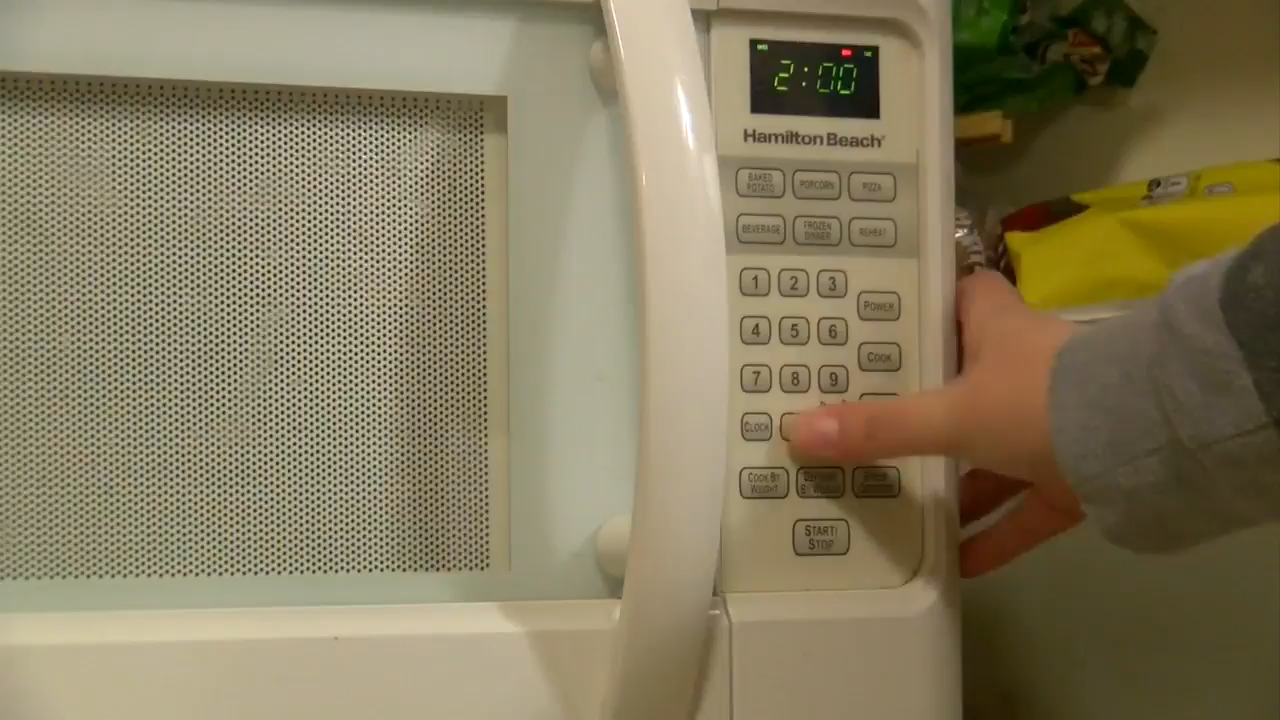 2:00
Hamilton Beach
BAKED POTATO
POPCORN
PIZZA
BEVERAGE
FROZEN DINNER
REHEAT
1 2 3
POWER
4 5 6
COOK
7 8 9
CLOCK
COOK BY WEIGHT
START/
STOP